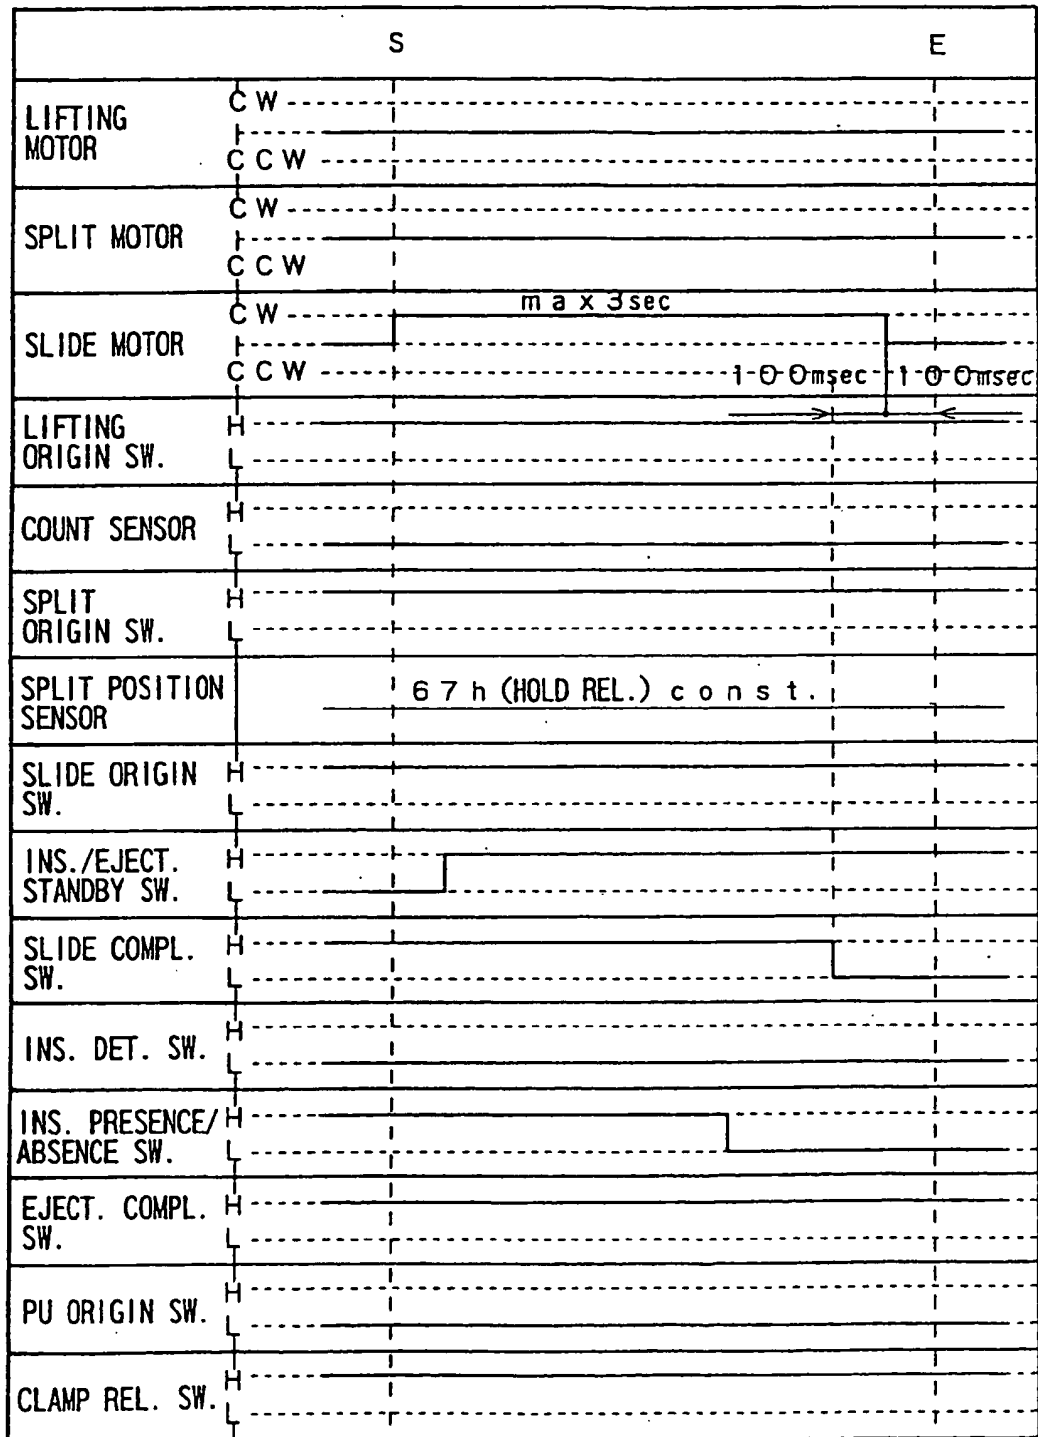 S E
LIFTING
MOTOR
CW
CCW
SPLIT MOTOR
CW
CCW
SLIDE MOTOR
CW
max 3sec
CCW
100msec 100msec
LIFTING
ORIGIN SW.
H
L
COUNT SENSOR
H
L
SPLIT
ORIGIN SW.
H
L
SPLIT POSITION
SENSOR
67h (HOLD REL.) const.
SLIDE ORIGIN
SW.
H
L
INS./EJECT.
STANDBY SW.
H
L
SLIDE COMPL.
SW.
H
L
INS. DET. SW.
H
L
INS. PRESENCE/
ABSENCE SW.
H
L
EJECT. COMPL.
SW.
H
L
PU ORIGIN SW.
H
L
CLAMP REL. SW.
H
L